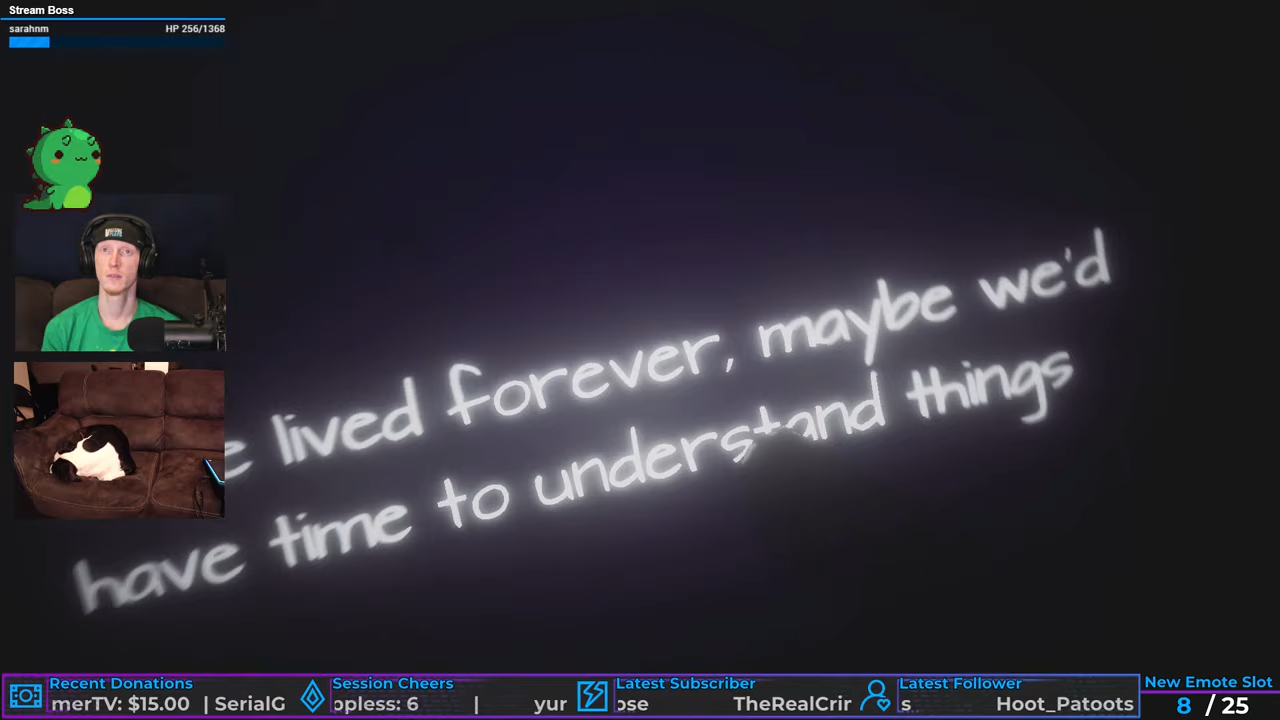 Stream Boss
sarahnm HP 256/1368
e lived forever, maybe we'd
have time to understand things
Recent Donations
merTV: $15.00 | SerialG
Session Cheers
opless: 6 | yur
Latest Subscriber
ose TheRealCrir
Latest Follower
s Hoot_Patoots
New Emote Slot
8 / 25